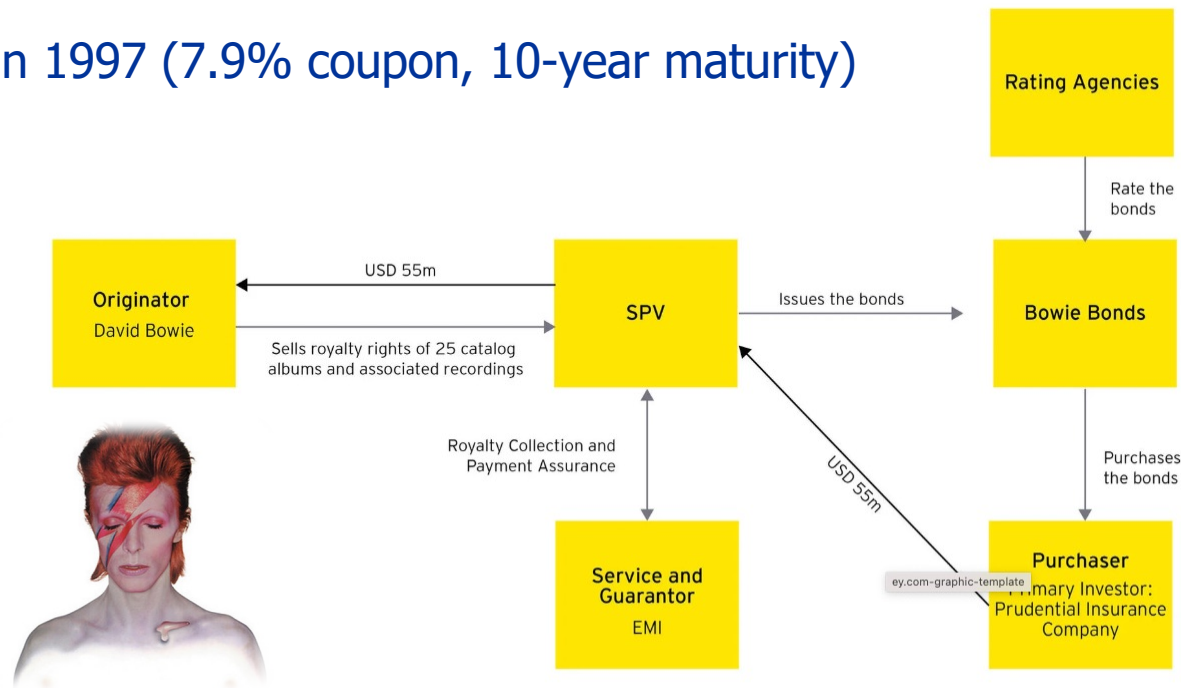 n 1997 (7.9% coupon, 10-year maturity)
Rating Agencies
Rate the
bonds
Originator
David Bowie
USD 55m
Sells royalty rights of 25 catalog
albums and associated recordings
SPV
Issues the bonds
Bowie Bonds
Royalty Collection and
Payment Assurance
USD 55m
Purchases
the bonds
Service and
Guarantor
EMI
Purchaser
ey.com-graphic-template
Investor:
Prudential Insurance
Company